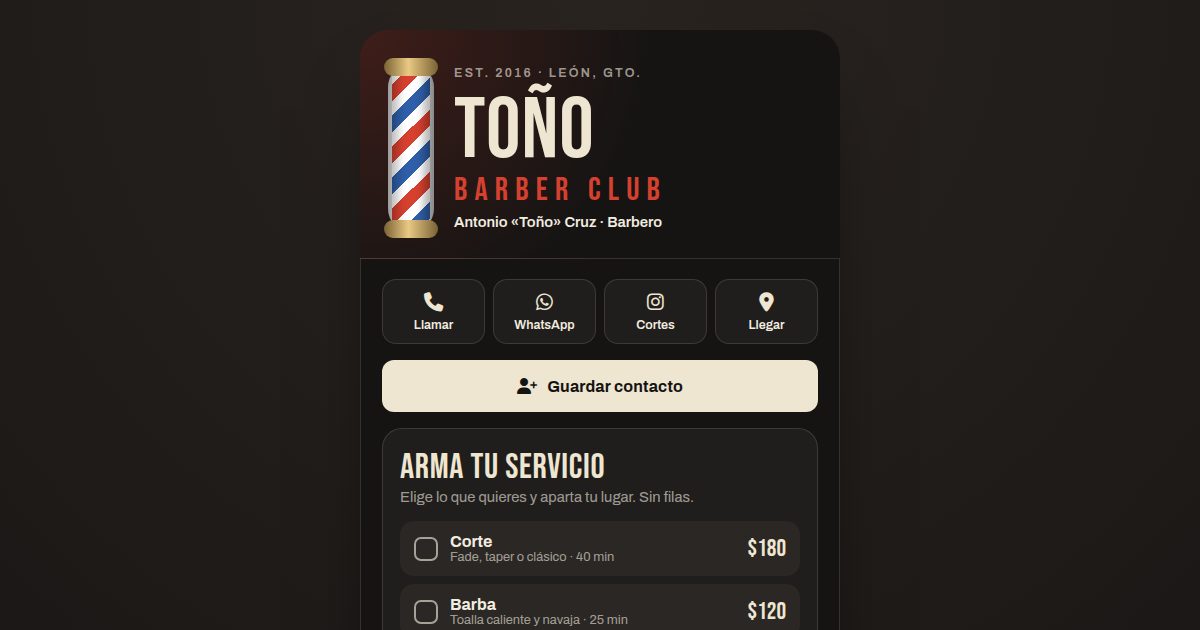 EST. 2016 · LEÓN, GTO.
TOÑO
BARBER CLUB
Antonio «Toño» Cruz · Barbero
Llamar
WhatsApp
Cortes
Llegar
Guardar contacto
ARMA TU SERVICIO
Elige lo que quieres y aparta tu lugar. Sin filas.
Corte
$180
Fade, taper o clásico · 40 min
Barba
$120
Toalla caliente y navaja · 25 min